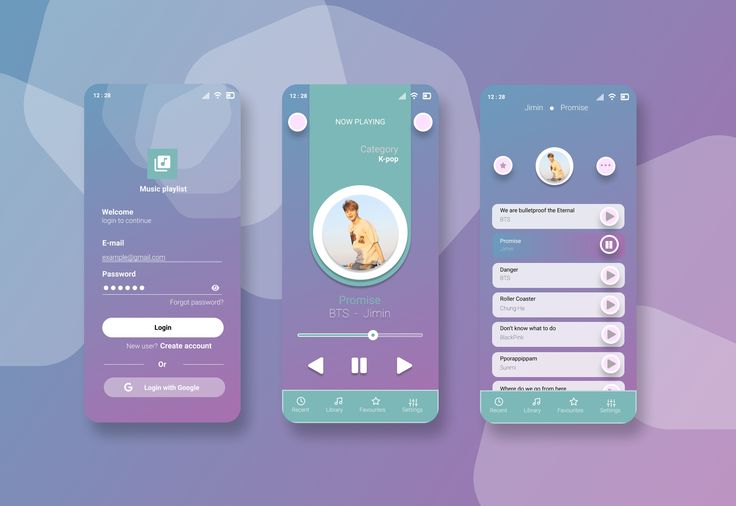 12 : 28
Music playlist
Welcome
login to continue
E-mail
example@gmail.com
Password
Forgot password?
Login
New user? Create account
Or
G Login with Google
12 : 28
NOW PLAYING
Category
K-pop
Promise
BTS - Jimin
Recent
Library
Favourites
Settings
12 : 28
Jimin Promise
We are bulletproof the Eternal
BTS
Promise
Jimin
Danger
BTS
Roller Coaster
Chung Ha
Don't know what to do
BlackPink
Pporappippam
Sunmi
Where do we go from here
Recent
Library
Favourites
Settings